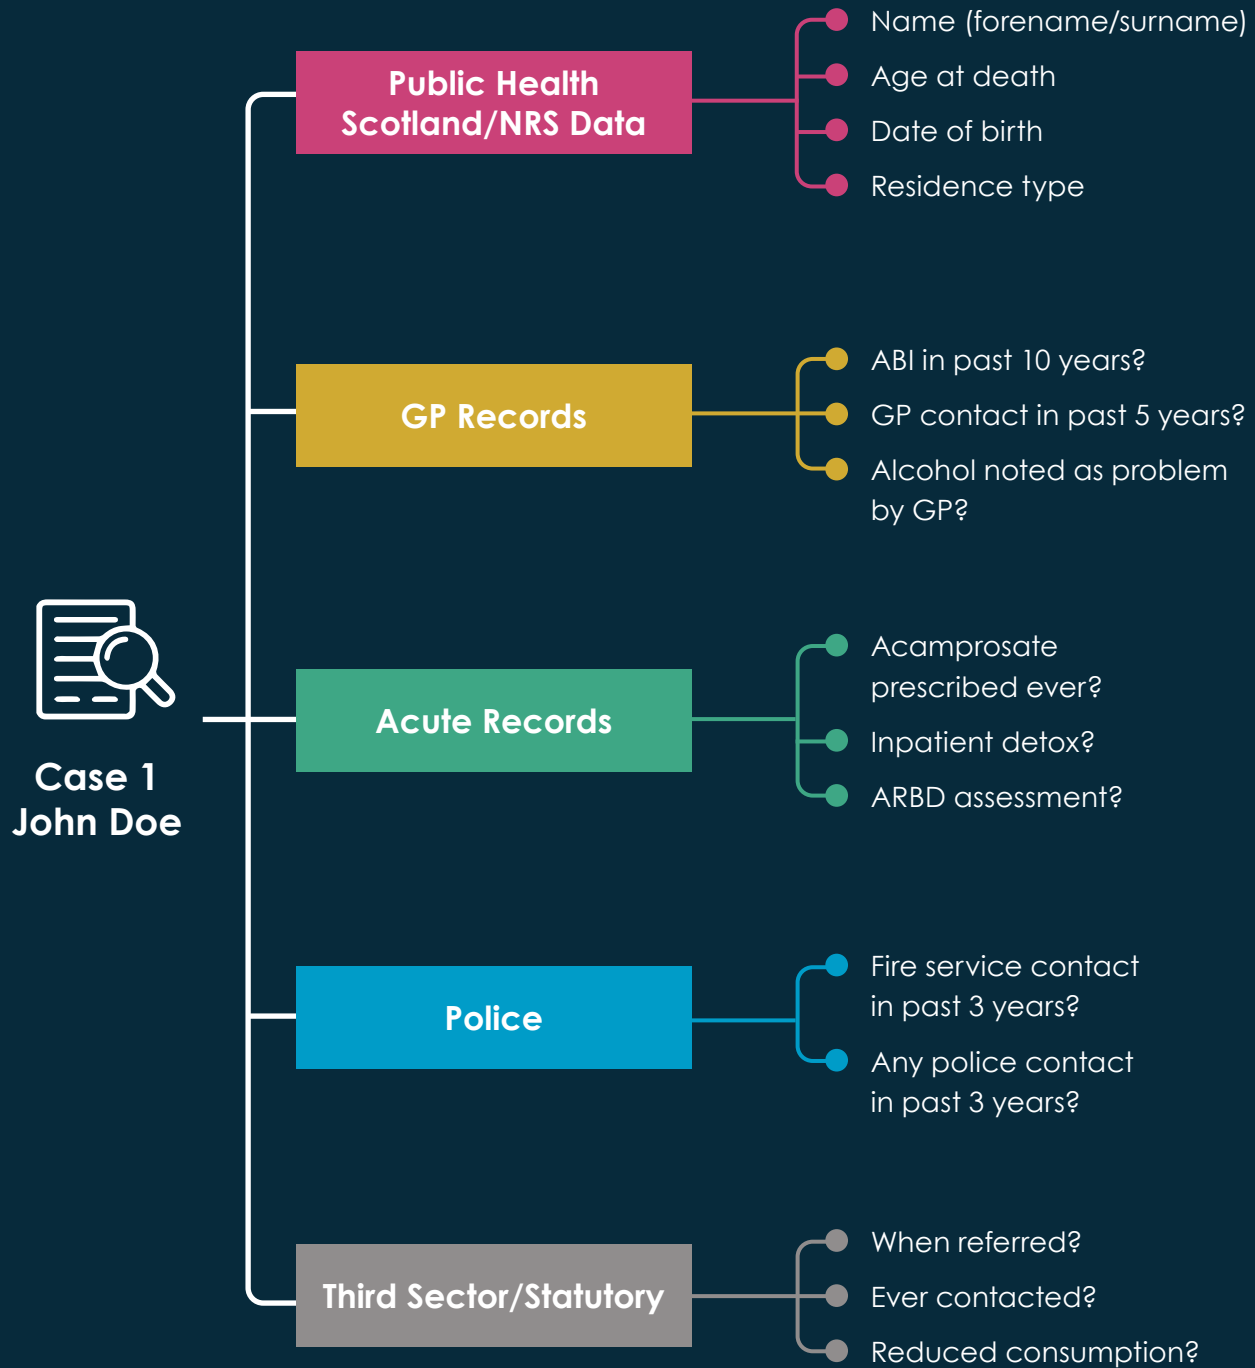 Case 1
John Doe
Public Health
Scotland/NRS Data
Name (forename/surname)
Age at death
Date of birth
Residence type
GP Records
ABI in past 10 years?
GP contact in past 5 years?
Alcohol noted as problem
by GP?
Acute Records
Acamprosate
prescribed ever?
Inpatient detox?
ARBD assessment?
Police
Fire service contact
in past 3 years?
Any police contact
in past 3 years?
Third Sector/Statutory
When referred?
Ever contacted?
Reduced consumption?